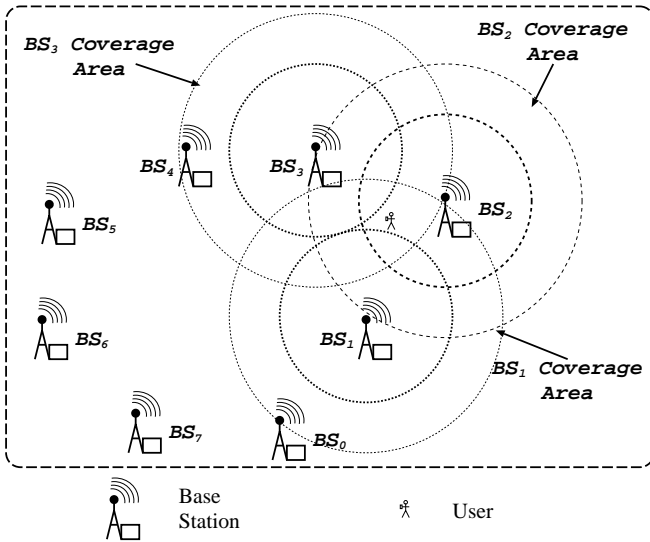 BS₃ Coverage
Area
BS₂ Coverage
Area
BS₄
BS₃
BS₂
BS₅
BS₁
BS₆
BS₁ Coverage
Area
BS₇
BS₀
Base
Station
User